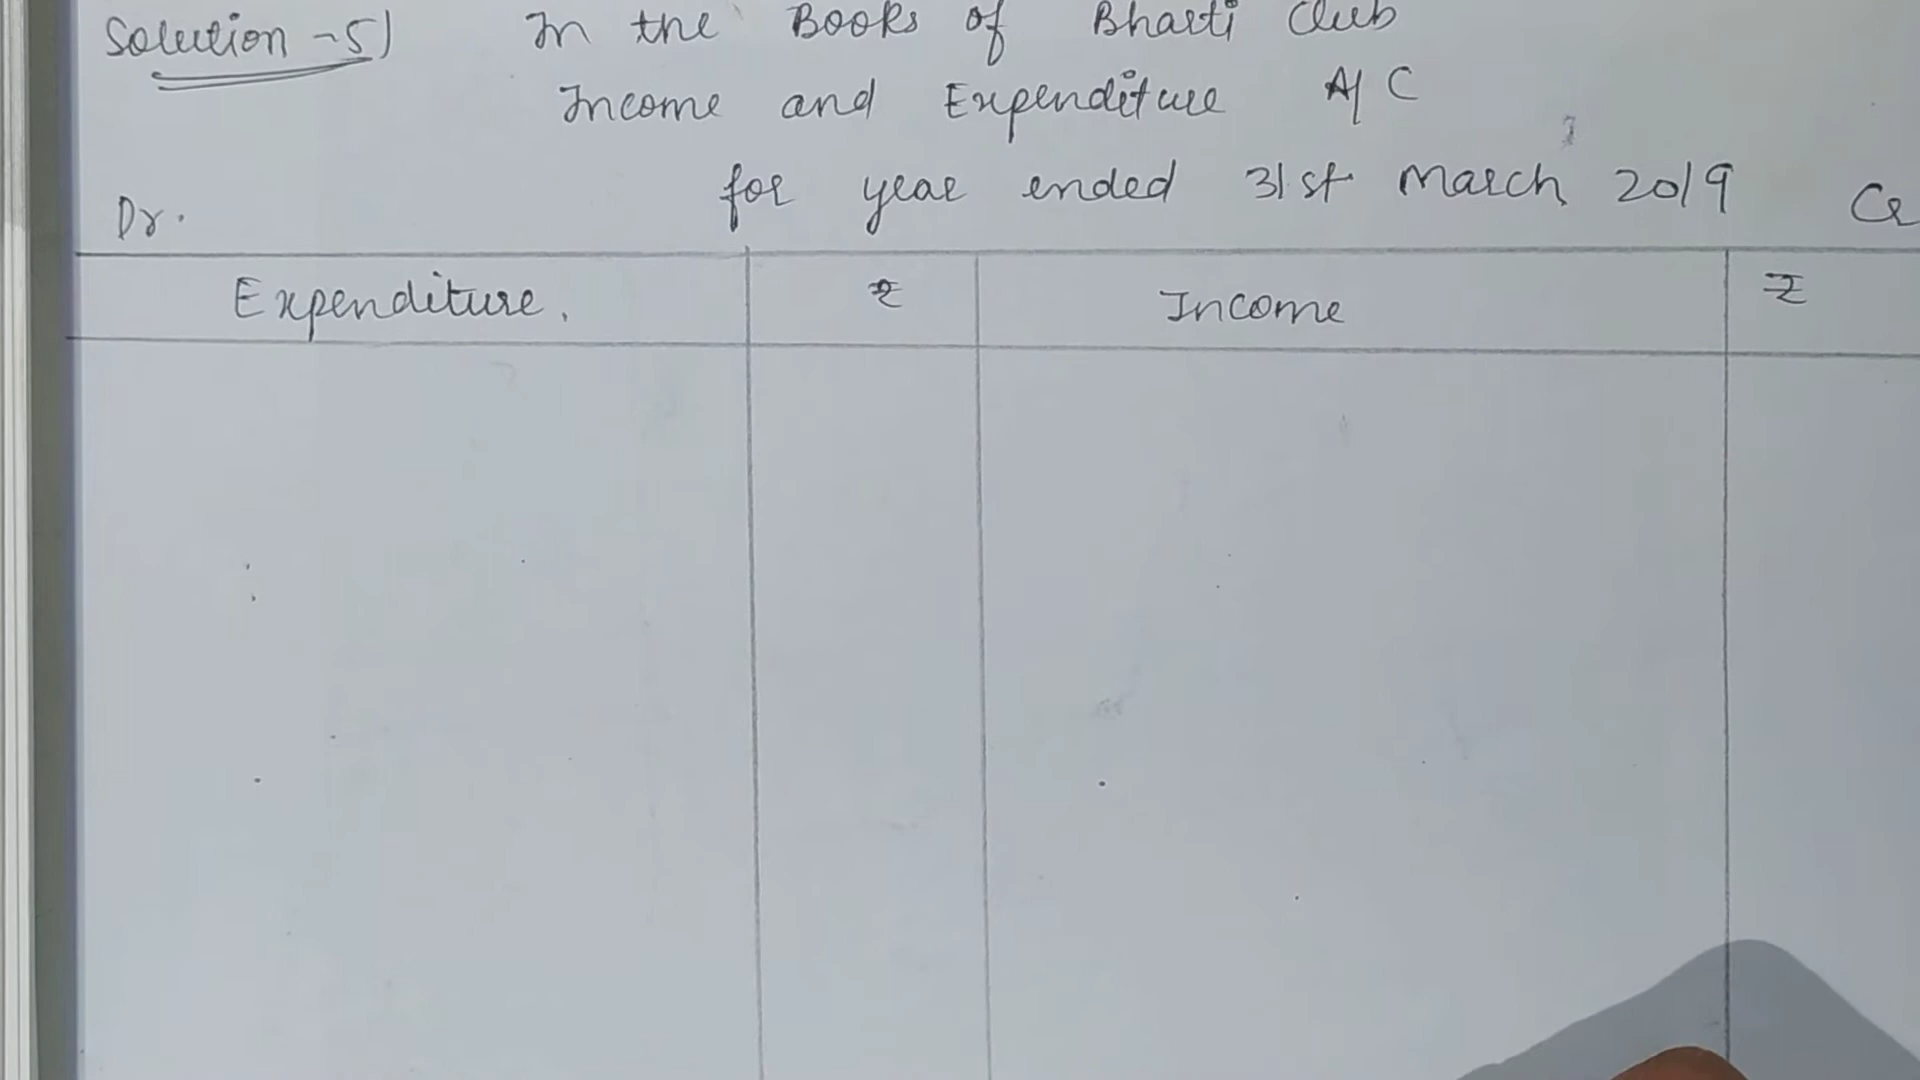 Solution -5) In the Books of Bharti Club
Income and Expenditure A/C
for year ended 31st March 2019
Dr. Cr
Expenditure. ₹ Income ₹